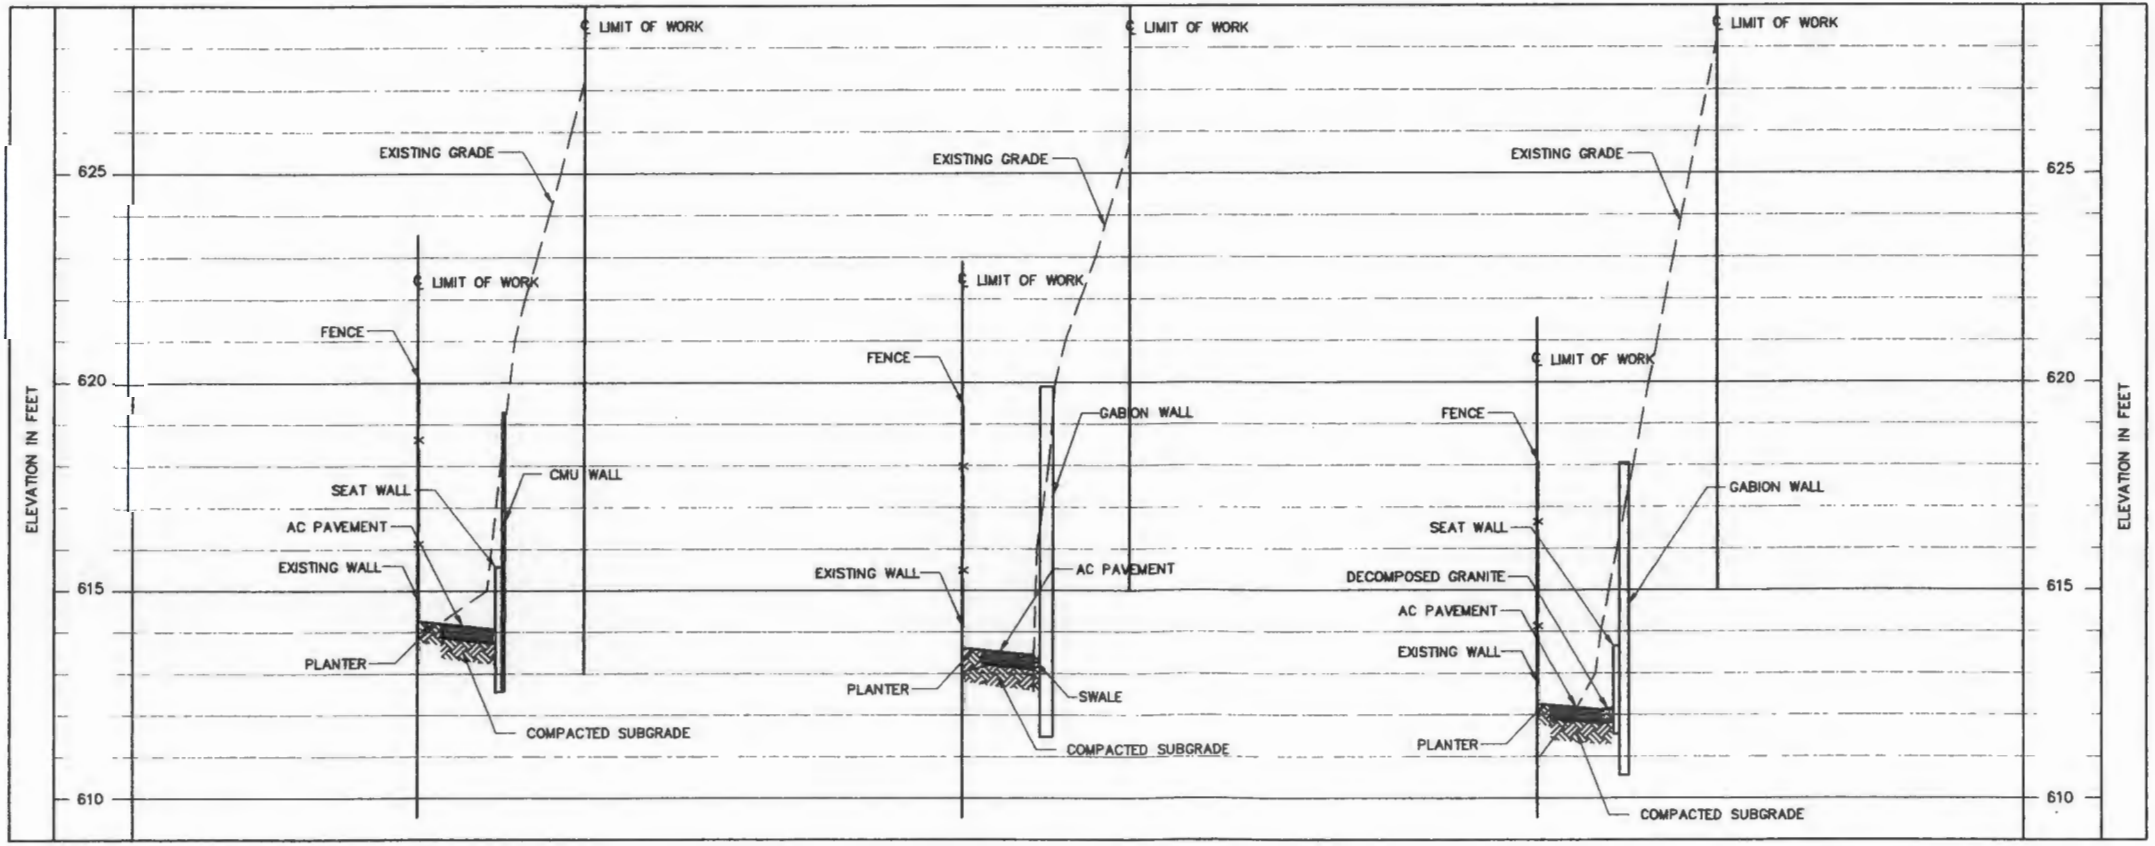 ℄ LIMIT OF WORK
℄ LIMIT OF WORK
℄ LIMIT OF WORK
EXISTING GRADE
EXISTING GRADE
EXISTING GRADE
625
625
℄ LIMIT OF WORK
℄ LIMIT OF WORK
FENCE
FENCE
℄ LIMIT OF WORK
620
620
ELEVATION IN FEET
ELEVATION IN FEET
GABION WALL
FENCE
CMU WALL
SEAT WALL
GABION WALL
AC PAVEMENT
SEAT WALL
EXISTING WALL
EXISTING WALL
AC PAVEMENT
DECOMPOSED GRANITE
615
615
AC PAVEMENT
EXISTING WALL
PLANTER
PLANTER
SWALE
COMPACTED SUBGRADE
COMPACTED SUBGRADE
PLANTER
610
610
COMPACTED SUBGRADE